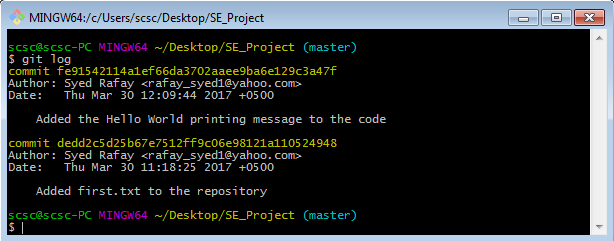 MINGW64:/c/Users/scsc/Desktop/SE_Project
scsc@scsc-PC MINGW64 ~/Desktop/SE_Project (master)
$ git log
commit fe91542114a1ef66da3702aaee9ba6e129c3a47f
Author: Syed Rafay <rafay_syed1@yahoo.com>
Date:   Thu Mar 30 12:09:44 2017 +0500
    Added the Hello World printing message to the code
commit dedd2c5d25b67e7512ff9c06e98121a110524948
Author: Syed Rafay <rafay_syed1@yahoo.com>
Date:   Thu Mar 30 11:18:25 2017 +0500
    Added first.txt to the repository
scsc@scsc-PC MINGW64 ~/Desktop/SE_Project (master)
$